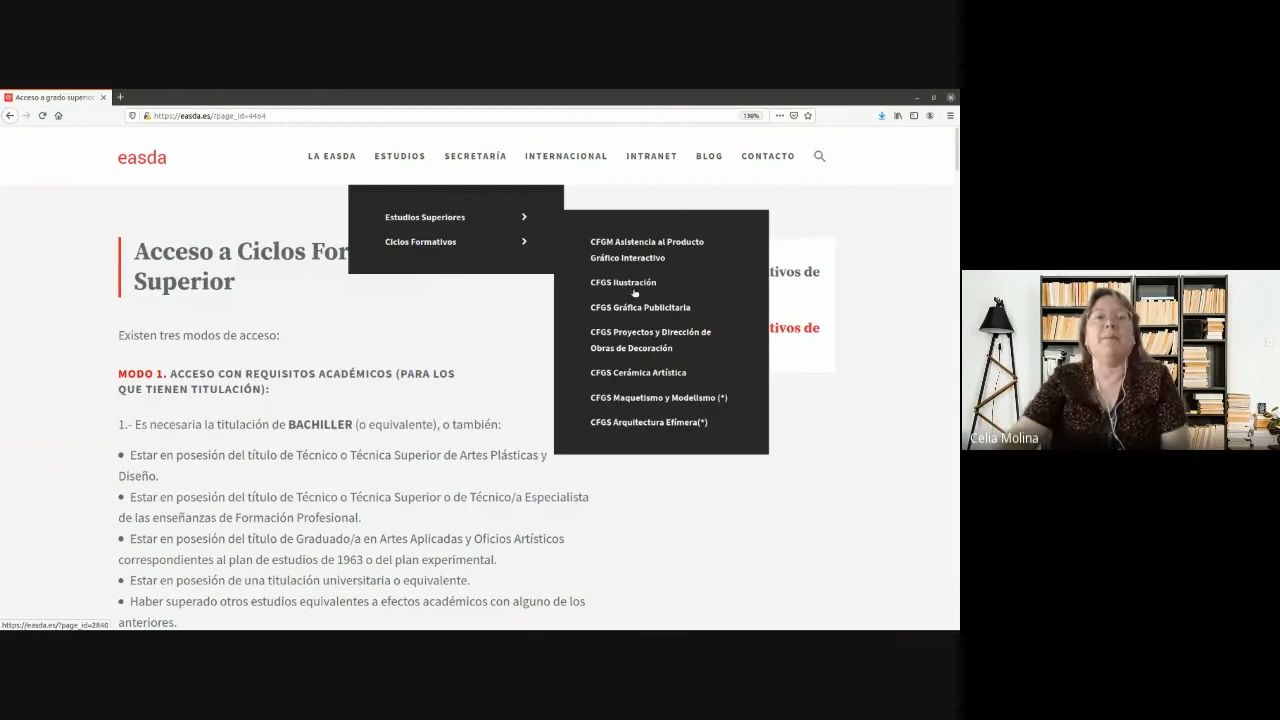 Acceso a grado superior
https://easda.es/?page_id=4464
130%
easda
LA EASDA
ESTUDIOS
SECRETARÍA
INTERNACIONAL
INTRANET
BLOG
CONTACTO
Estudios Superiores
Ciclos Formativos
CFGM Asistencia al Producto
Gráfico Interactivo
CFGS Ilustración
CFGS Gráfica Publicitaria
CFGS Proyectos y Dirección de
Obras de Decoración
CFGS Cerámica Artística
CFGS Maquetismo y Modelismo (*)
CFGS Arquitectura Efímera(*)
Acceso a Ciclos For
Superior
tivos de
tivos de
Existen tres modos de acceso:
MODO 1. ACCESO CON REQUISITOS ACADÉMICOS (PARA LOS
QUE TIENEN TITULACIÓN):
1.- Es necesaria la titulación de BACHILLER (o equivalente), o también:
• Estar en posesión del título de Técnico o Técnica Superior de Artes Plásticas y
Diseño.
• Estar en posesión del título de Técnico o Técnica Superior o de Técnico/a Especialista
de las enseñanzas de Formación Profesional.
• Estar en posesión del título de Graduado/a en Artes Aplicadas y Oficios Artísticos
correspondientes al plan de estudios de 1963 o del plan experimental.
• Estar en posesión de una titulación universitaria o equivalente.
• Haber superado otros estudios equivalentes a efectos académicos con alguno de los
anteriores.
https://easda.es/?page_id=2840
Celia Molina